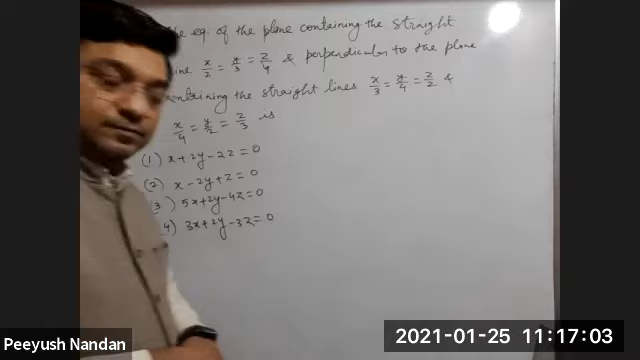 eq. of the plane containing the straight
x/2 = y/3 = z/4 & perpendicular to the plane
containing the straight lines x/3 = y/4 = z/2 &
x/4 = y/2 = z/3 is
(1) x+2y-2z=0
(2) x-2y+z=0
(3) 5x+2y-4z=0
4) 3x+2y-3z=0
Peeyush Nandan
2021-01-25 11:17:03